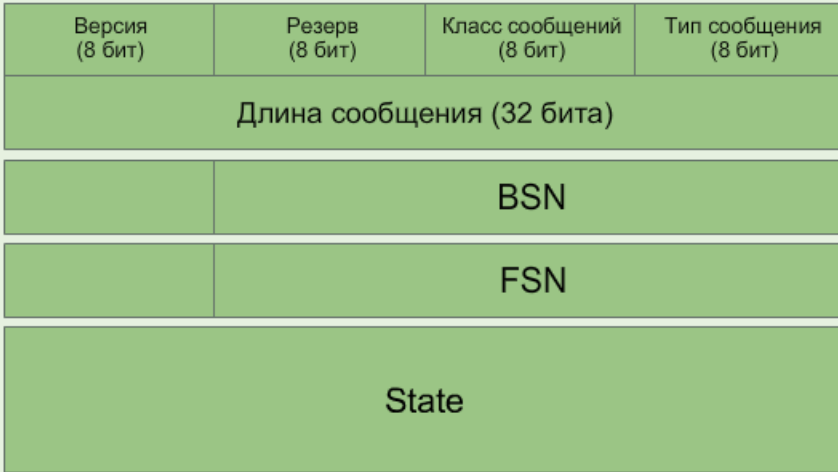 Версия
(8 бит)
Резерв
(8 бит)
Класс сообщений
(8 бит)
Тип сообщения
(8 бит)
Длина сообщения (32 бита)
BSN
FSN
State